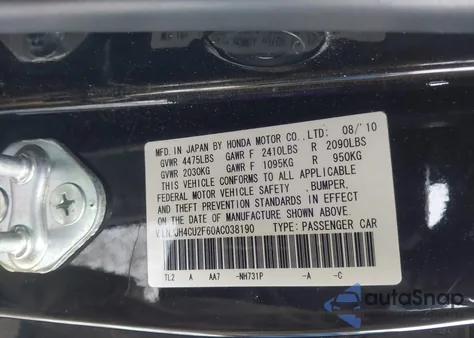 MFD. IN JAPAN BY HONDA MOTOR CO., LTD: 08/'10
GVWR 4475LBS GAWR F 2410LBS R 2090LBS
GVWR 2030KG GAWR F 1095KG R 950KG
THIS VEHICLE CONFORMS TO ALL APPLICABLE
FEDERAL MOTOR VEHICLE SAFETY, BUMPER,
AND THEFT PREVENTION STANDARDS IN EFFECT
ON THE DATE OF MANUFACTURE SHOWN ABOVE.
V.I.N.:JH4CU2F60AC038190 TYPE: PASSENGER CAR
TL2 A AA7 -NH731P -A -C
autoSnap